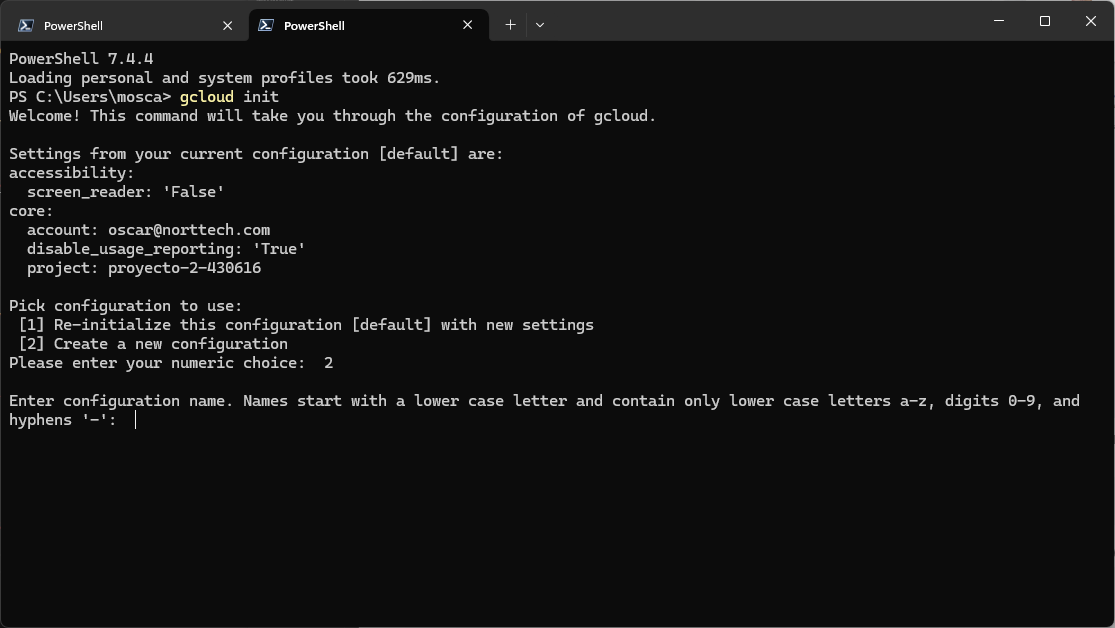 PowerShell
PowerShell
PowerShell 7.4.4
Loading personal and system profiles took 629ms.
PS C:\Users\mosca> gcloud init
Welcome! This command will take you through the configuration of gcloud.
Settings from your current configuration [default] are:
accessibility:
  screen_reader: 'False'
core:
  account: oscar@norttech.com
  disable_usage_reporting: 'True'
  project: proyecto-2-430616
Pick configuration to use:
 [1] Re-initialize this configuration [default] with new settings
 [2] Create a new configuration
Please enter your numeric choice:  2
Enter configuration name. Names start with a lower case letter and contain only lower case letters a-z, digits 0-9, and
hyphens '-':